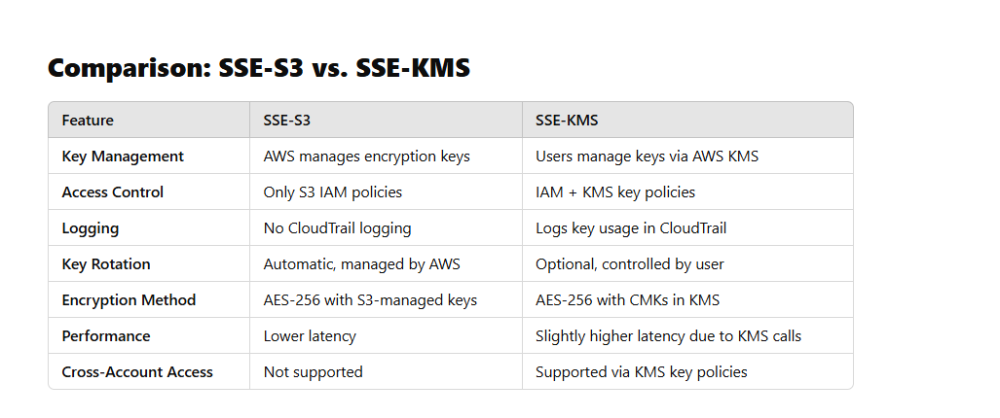 Comparison: SSE-S3 vs. SSE-KMS
Feature SSE-S3 SSE-KMS
Key Management AWS manages encryption keys Users manage keys via AWS KMS
Access Control Only S3 IAM policies IAM + KMS key policies
Logging No CloudTrail logging Logs key usage in CloudTrail
Key Rotation Automatic, managed by AWS Optional, controlled by user
Encryption Method AES-256 with S3-managed keys AES-256 with CMKs in KMS
Performance Lower latency Slightly higher latency due to KMS calls
Cross-Account Access Not supported Supported via KMS key policies